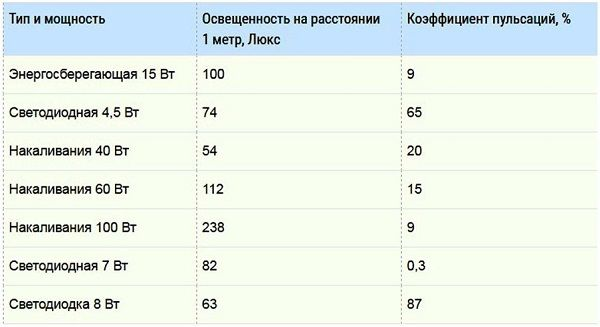 Тип и мощность Освещенность на расстоянии Коэффициент пульсаций, %
1 метр, Люкс
Энергосберегающая 15 Вт 100 9
Светодиодная 4,5 Вт 74 65
Накаливания 40 Вт 54 20
Накаливания 60 Вт 112 15
Накаливания 100 Вт 238 9
Светодиодная 7 Вт 82 0,3
Светодиодка 8 Вт 63 87